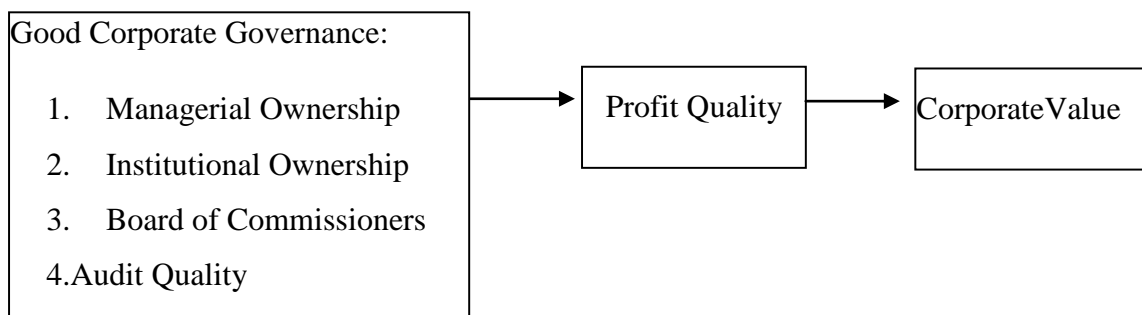 Good Corporate Governance:
1. Managerial Ownership
2. Institutional Ownership
3. Board of Commissioners
4.Audit Quality
Profit Quality
CorporateValue